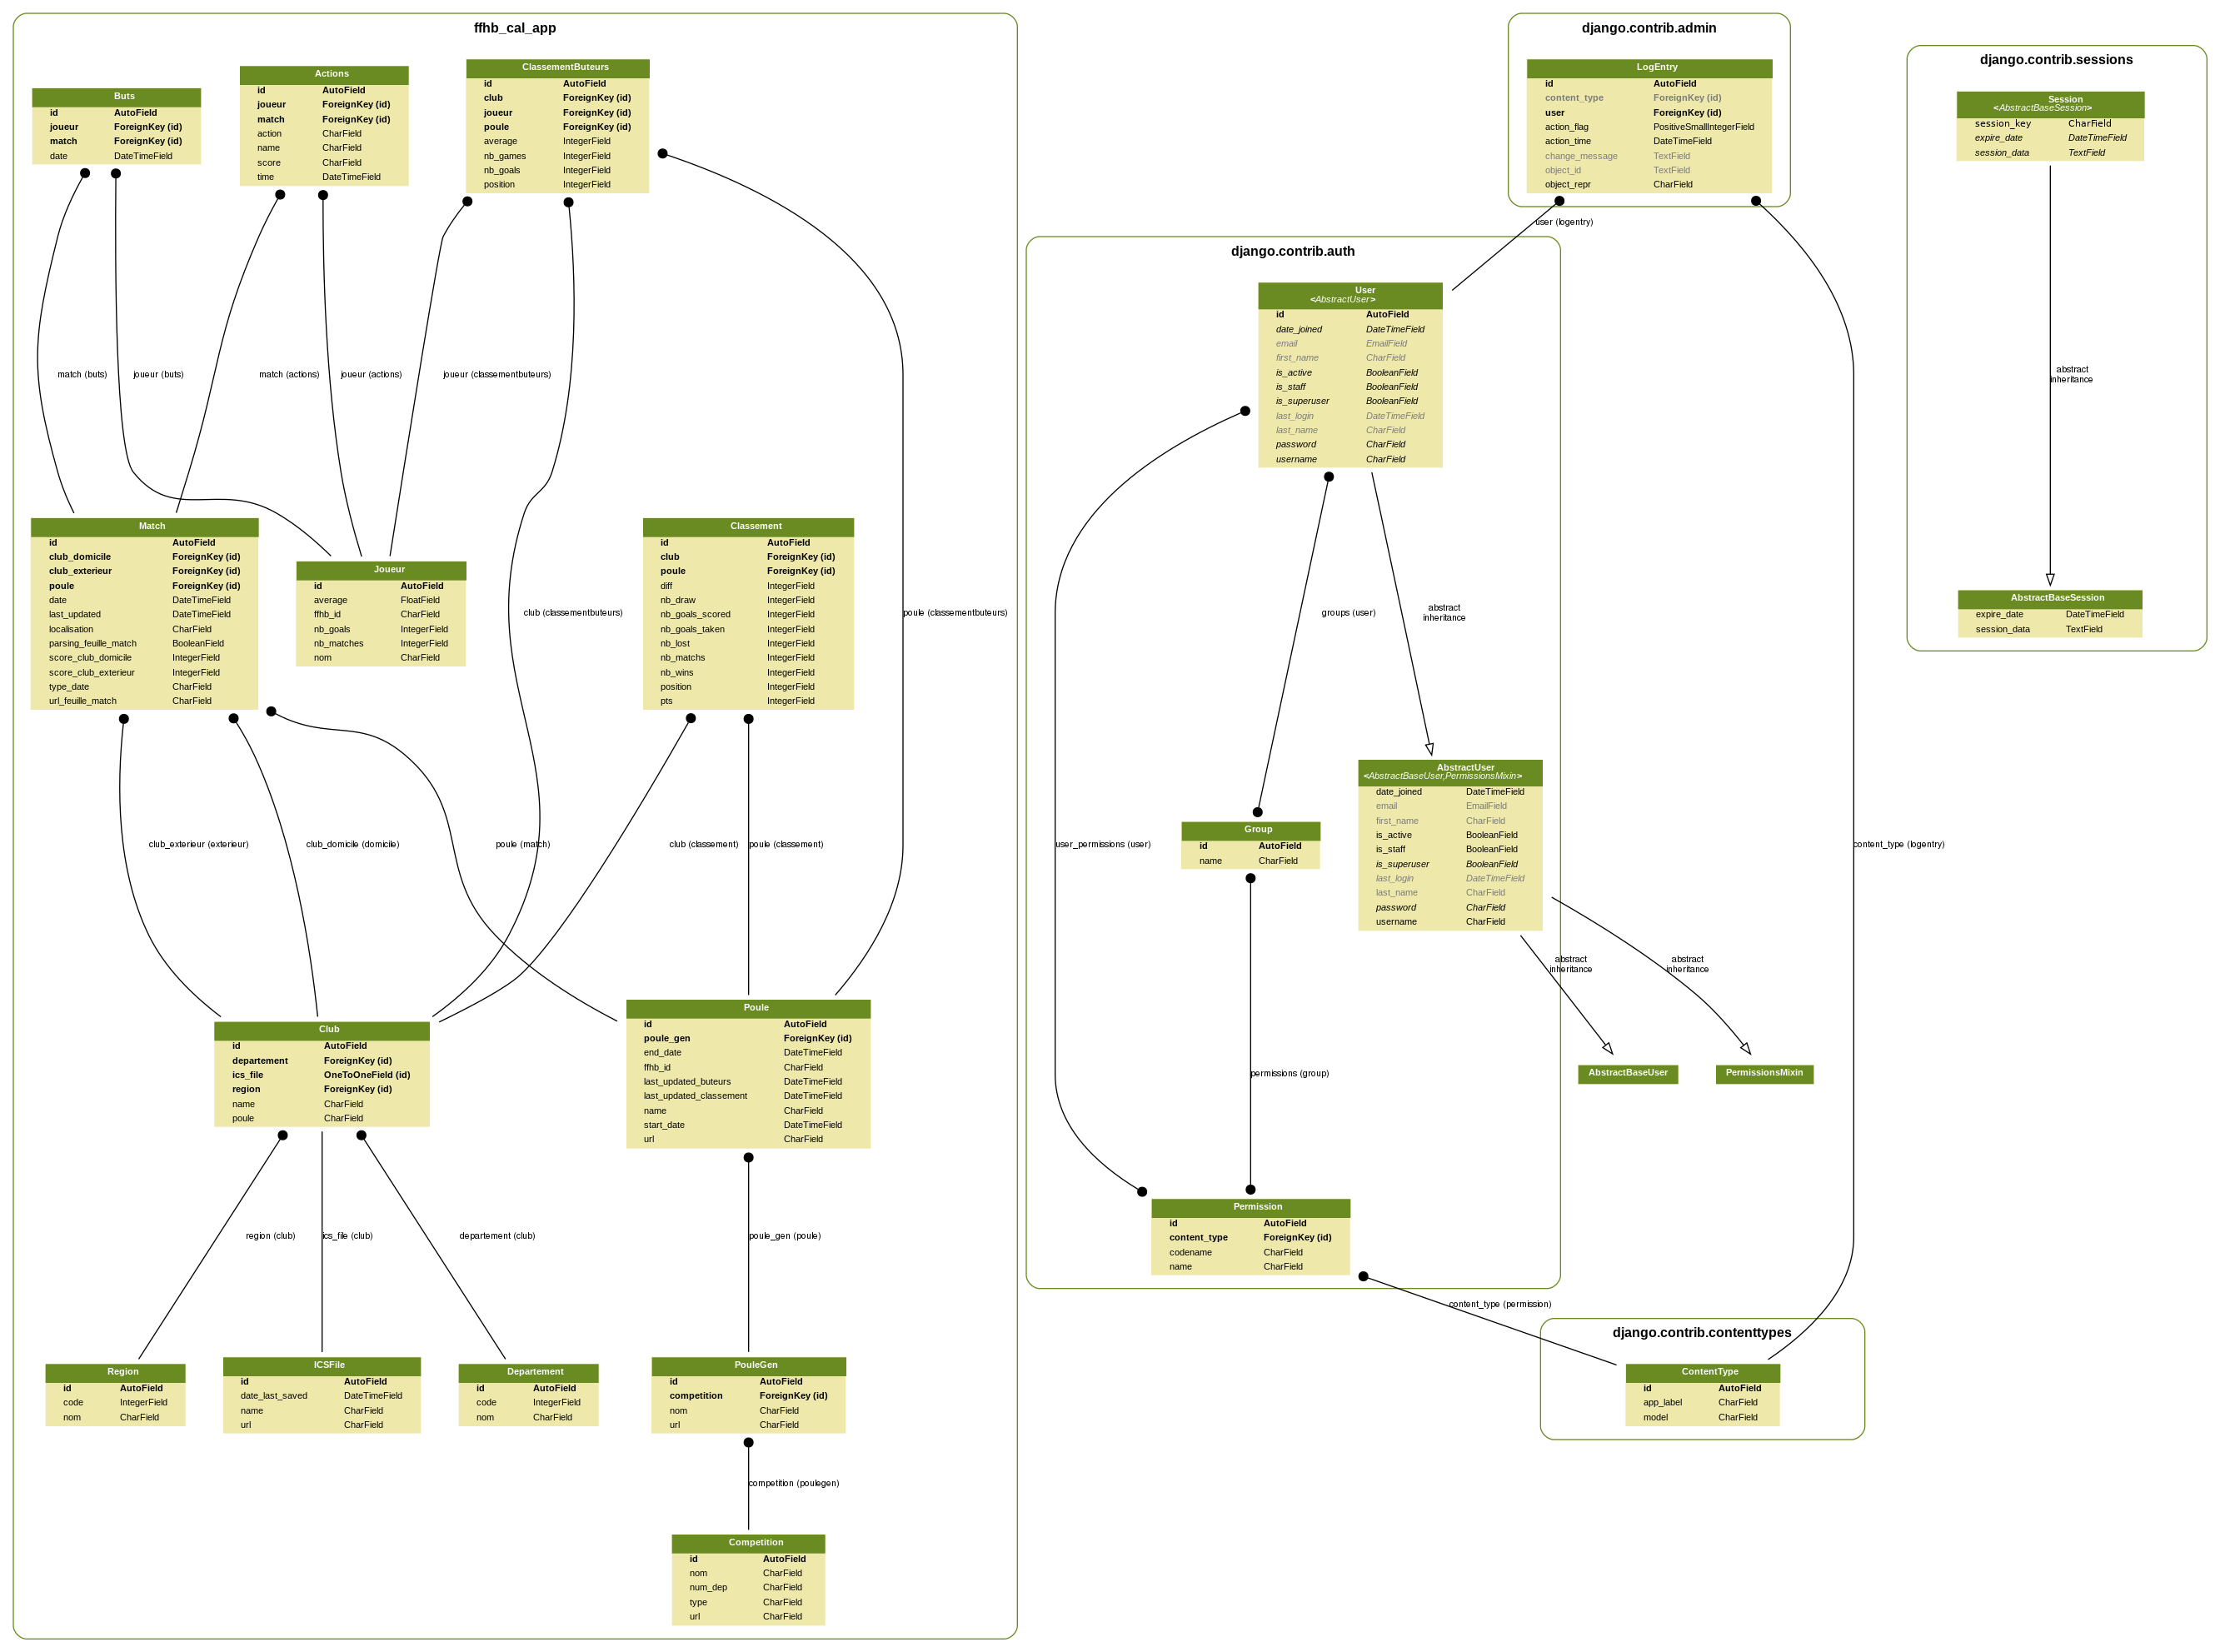 ffhb_cal_app
Buts
id AutoField
joueur ForeignKey (id)
match ForeignKey (id)
date DateTimeField
Actions
id AutoField
joueur ForeignKey (id)
match ForeignKey (id)
action CharField
name CharField
score CharField
time DateTimeField
ClassementButeurs
id AutoField
club ForeignKey (id)
joueur ForeignKey (id)
poule ForeignKey (id)
average IntegerField
nb_games IntegerField
nb_goals IntegerField
position IntegerField
match (buts)
joueur (buts)
match (actions)
joueur (actions)
joueur (classementbuteurs)
club (classementbuteurs)
poule (classementbuteurs)
Match
id AutoField
club_domicile ForeignKey (id)
club_exterieur ForeignKey (id)
poule ForeignKey (id)
date DateTimeField
last_updated DateTimeField
localisation CharField
parsing_feuille_match BooleanField
score_club_domicile IntegerField
score_club_exterieur IntegerField
type_date CharField
url_feuille_match CharField
Joueur
id AutoField
average FloatField
ffhb_id CharField
nb_goals IntegerField
nb_matches IntegerField
nom CharField
Classement
id AutoField
club ForeignKey (id)
poule ForeignKey (id)
diff IntegerField
nb_draw IntegerField
nb_goals_scored IntegerField
nb_goals_taken IntegerField
nb_lost IntegerField
nb_matchs IntegerField
nb_wins IntegerField
position IntegerField
pts IntegerField
club_exterieur (exterieur)
club_domicile (domicile)
poule (match)
club (classement)
poule (classement)
Club
id AutoField
departement ForeignKey (id)
ics_file OneToOneField (id)
region ForeignKey (id)
name CharField
poule CharField
Poule
id AutoField
poule_gen ForeignKey (id)
end_date DateTimeField
ffhb_id CharField
last_updated_buteurs DateTimeField
last_updated_classement DateTimeField
name CharField
start_date DateTimeField
url CharField
region (club)
ics_file (club)
departement (club)
poule_gen (poule)
Region
id AutoField
code IntegerField
nom CharField
ICSFile
id AutoField
date_last_saved DateTimeField
name CharField
url CharField
Departement
id AutoField
code IntegerField
nom CharField
PouleGen
id AutoField
competition ForeignKey (id)
nom CharField
url CharField
competition (poulegen)
Competition
id AutoField
nom CharField
num_dep CharField
type CharField
url CharField
django.contrib.admin
LogEntry
id AutoField
content_type ForeignKey (id)
user ForeignKey (id)
action_flag PositiveSmallIntegerField
action_time DateTimeField
change_message TextField
object_id TextField
object_repr CharField
user (logentry)
content_type (logentry)
django.contrib.auth
User
<AbstractUser>
id AutoField
date_joined DateTimeField
email EmailField
first_name CharField
is_active BooleanField
is_staff BooleanField
is_superuser BooleanField
last_login DateTimeField
last_name CharField
password CharField
username CharField
groups (user)
abstract
inheritance
user_permissions (user)
Group
id AutoField
name CharField
AbstractUser
<AbstractBaseUser,PermissionsMixin>
date_joined DateTimeField
email EmailField
first_name CharField
is_active BooleanField
is_staff BooleanField
is_superuser BooleanField
last_login DateTimeField
last_name CharField
password CharField
username CharField
abstract
inheritance
abstract
inheritance
AbstractBaseUser
PermissionsMixin
permissions (group)
Permission
id AutoField
content_type ForeignKey (id)
codename CharField
name CharField
content_type (permission)
django.contrib.contenttypes
ContentType
id AutoField
app_label CharField
model CharField
django.contrib.sessions
Session
<AbstractBaseSession>
session_key CharField
expire_date DateTimeField
session_data TextField
abstract
inheritance
AbstractBaseSession
expire_date DateTimeField
session_data TextField